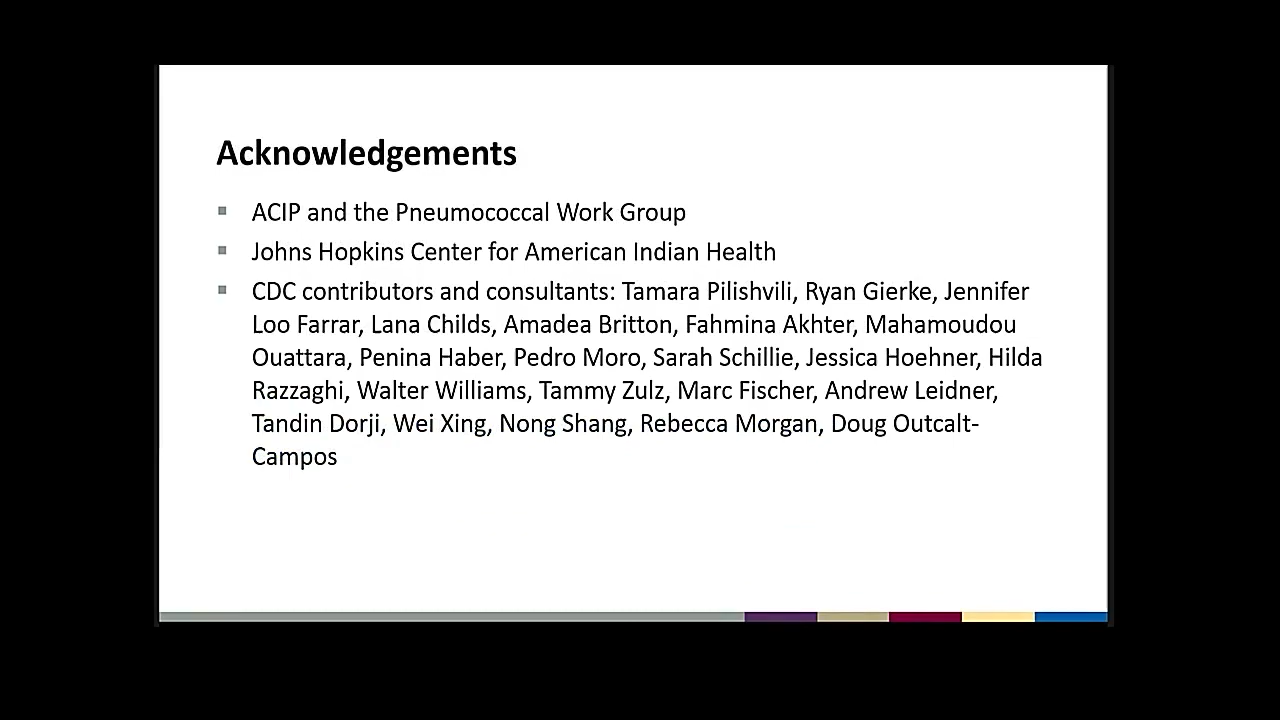 Acknowledgements
ACIP and the Pneumococcal Work Group
Johns Hopkins Center for American Indian Health
CDC contributors and consultants: Tamara Pilishvili, Ryan Gierke, Jennifer
Loo Farrar, Lana Childs, Amadea Britton, Fahmina Akhter, Mahamoudou
Ouattara, Penina Haber, Pedro Moro, Sarah Schillie, Jessica Hoehner, Hilda
Razzaghi, Walter Williams, Tammy Zulz, Marc Fischer, Andrew Leidner,
Tandin Dorji, Wei Xing, Nong Shang, Rebecca Morgan, Doug Outcalt-
Campos